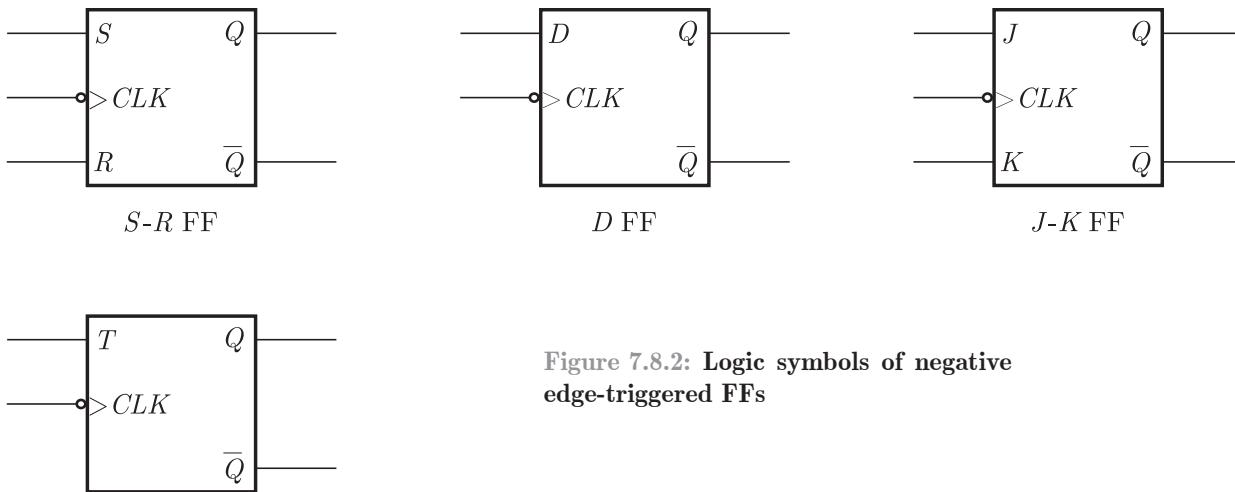 S Q D Q J Q
CLK CLK CLK
R Q̅ Q̅ K Q̅
S-R FF D FF J-K FF
T Q
CLK
Q̅
Figure 7.8.2: Logic symbols of negative
edge-triggered FFs